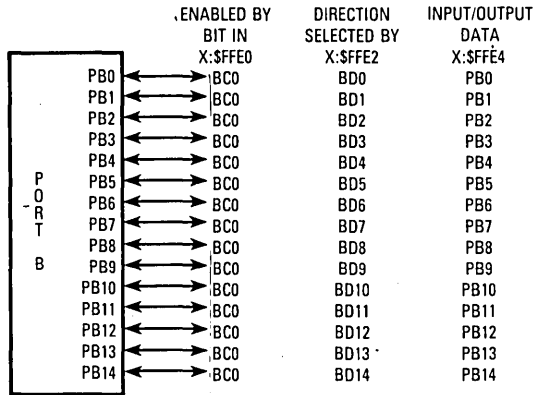 ENABLED BY DIRECTION INPUT/OUTPUT
BIT IN SELECTED BY DATA
X:$FFE0 X:$FFE2 X:$FFE4
PB0 BC0 BD0 PB0
PB1 BC0 BD1 PB1
PB2 BC0 BD2 PB2
PB3 BC0 BD3 PB3
PB4 BC0 BD4 PB4
PB5 BC0 BD5 PB5
PB6 BC0 BD6 PB6
PB7 BC0 BD7 PB7
PB8 BC0 BD8 PB8
PB9 BC0 BD9 PB9
PB10 BC0 BD10 PB10
PB11 BC0 BD11 PB11
PB12 BC0 BD12 PB12
PB13 BC0 BD13 PB13
PB14 BC0 BD14 PB14
PORT B